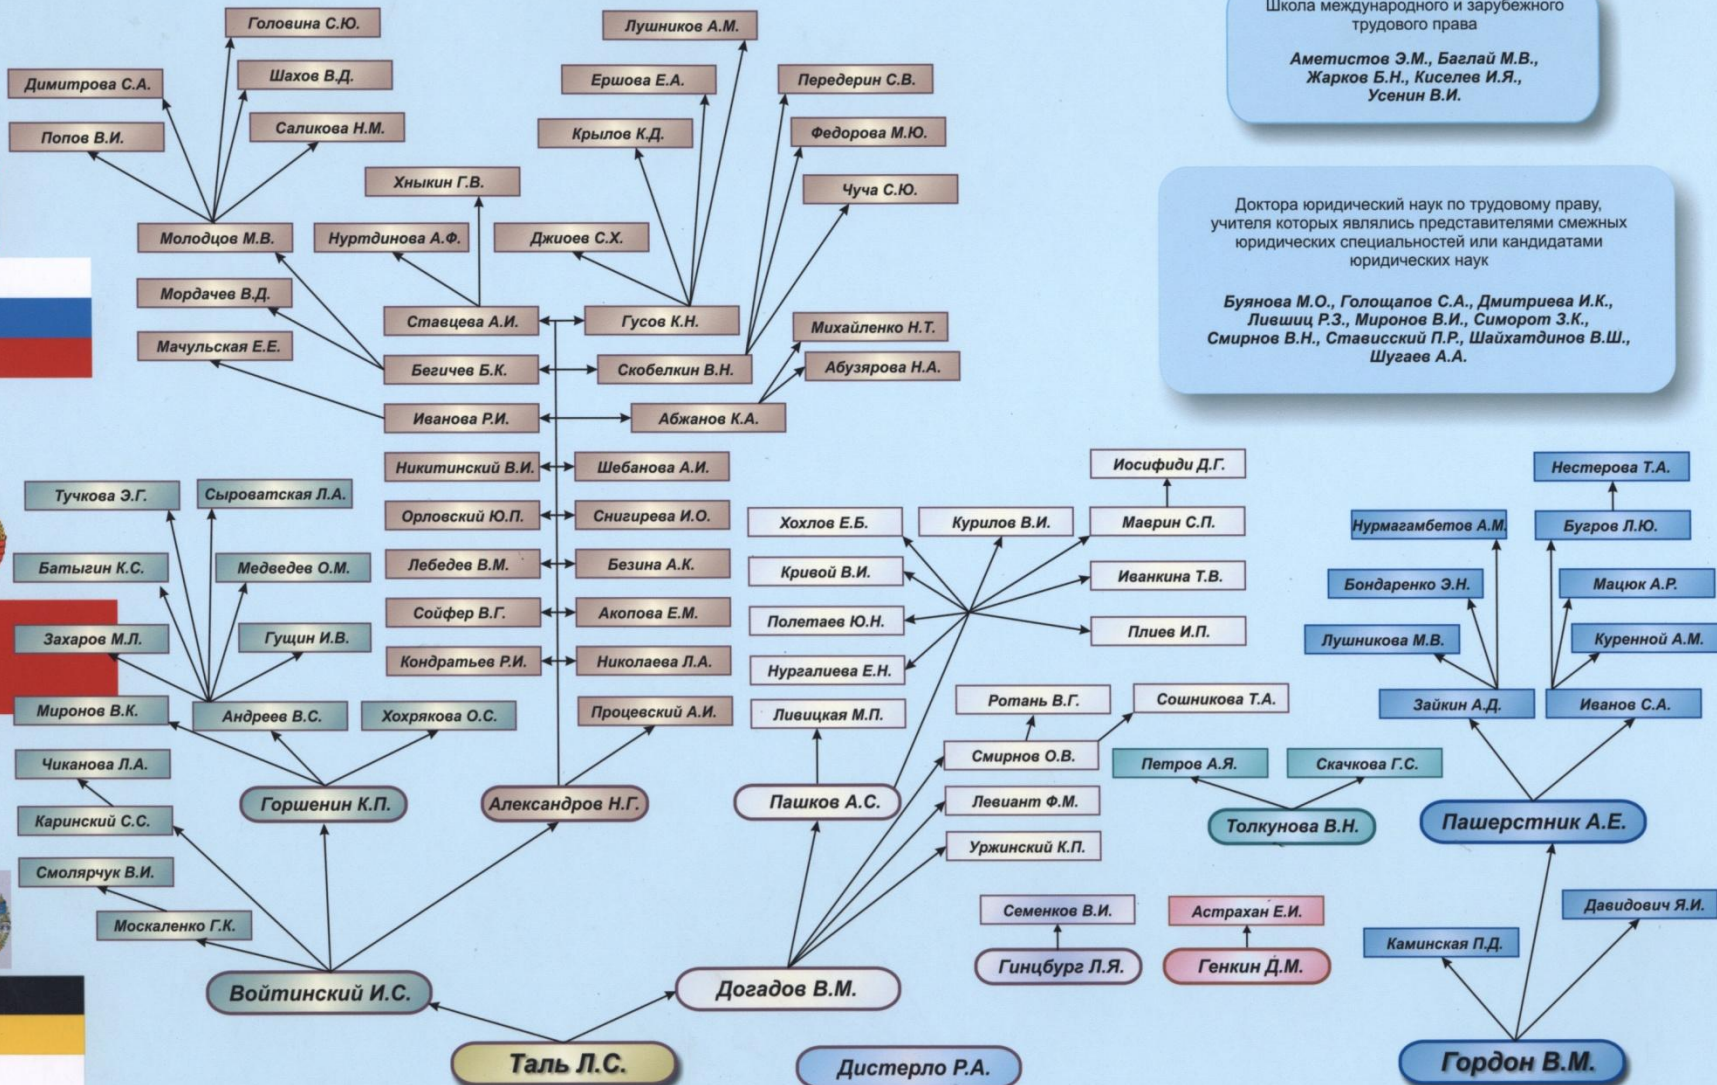 Головина С.Ю.
Лушников А.М.
Школа международного и зарубежного
трудового права
Аметистов Э.М., Баглай М.В.,
Жарков Б.Н., Киселев И.Я.,
Усенин В.И.
Димитрова С.А.
Шахов В.Д.
Ершова Е.А.
Передерин С.В.
Попов В.И.
Саликова Н.М.
Крылов К.Д.
Федорова М.Ю.
Хныкин Г.В.
Чуча С.Ю.
Молодцов М.В.
Нуртдинова А.Ф.
Джиоев С.Х.
Доктора юридический наук по трудовому праву,
учителя которых являлись представителями смежных
юридических специальностей или кандидатами
юридических наук
Буянова М.О., Голощапов С.А., Дмитриева И.К.,
Лившиц Р.З., Миронов В.И., Симорот З.К.,
Смирнов В.Н., Стависский П.Р., Шайхатдинов В.Ш.,
Шугаев А.А.
Мордачев В.Д.
Ставцева А.И.
Гусов К.Н.
Михайленко Н.Т.
Мачульская Е.Е.
Бегичев Б.К.
Скобелкин В.Н.
Абузярова Н.А.
Иванова Р.И.
Абжанов К.А.
Никитинский В.И.
Шебанова А.И.
Иосифиди Д.Г.
Нестерова Т.А.
Тучкова Э.Г.
Сыроватская Л.А.
Орловский Ю.П.
Снигирева И.О.
Хохлов Е.Б.
Курилов В.И.
Маврин С.П.
Нурмагамбетов А.М.
Бугров Л.Ю.
Батыгин К.С.
Медведев О.М.
Лебедев В.М.
Безина А.К.
Кривой В.И.
Иванкина Т.В.
Бондаренко Э.Н.
Мацюк А.Р.
Захаров М.Л.
Гущин И.В.
Сойфер В.Г.
Акопова Е.М.
Полетаев Ю.Н.
Плиев И.П.
Лушникова М.В.
Куренной А.М.
Кондратьев Р.И.
Николаева Л.А.
Нургалиева Е.Н.
Миронов В.К.
Андреев В.С.
Хохрякова О.С.
Процевский А.И.
Ливицкая М.П.
Ротань В.Г.
Сошникова Т.А.
Зайкин А.Д.
Иванов С.А.
Чиканова Л.А.
Смирнов О.В.
Петров А.Я.
Скачкова Г.С.
Горшенин К.П.
Александров Н.Г.
Пашков А.С.
Левиант Ф.М.
Каринский С.С.
Толкунова В.Н.
Пашерстник А.Е.
Уржинский К.П.
Смолярчук В.И.
Москаленко Г.К.
Семенков В.И.
Астрахан Е.И.
Давидович Я.И.
Каминская П.Д.
Гинцбург Л.Я.
Генкин Д.М.
Войтинский И.С.
Догадов В.М.
Таль Л.С.
Дистерло Р.А.
Гордон В.М.